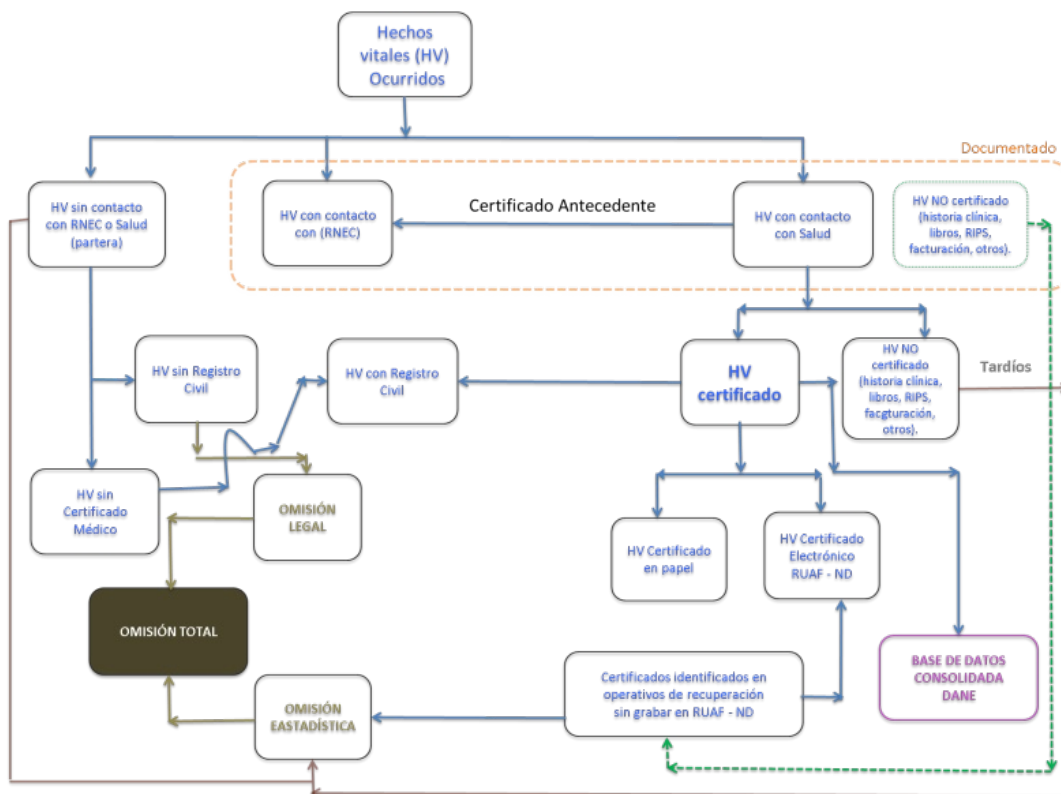 Hechos
vitales (HV)
Ocurridos
Documentado
HV sin contacto
con RNEC o Salud
(partera)
HV con contacto
con (RNEC)
Certificado Antecedente
HV con contacto
con Salud
HV NO certificado
(historia clínica,
libros, RIPS,
facturación, otros).
HV sin Registro
Civil
HV con Registro
Civil
HV
certificado
HV NO
certificado
(historia clínica,
libros, RIPS,
facgturación,
otros).
Tardíos
HV sin
Certificado
Médico
OMISIÓN
LEGAL
HV Certificado
en papel
HV Certificado
Electrónico
RUAF - ND
OMISIÓN TOTAL
Certificados identificados en
operativos de recuperación
sin grabar en RUAF - ND
BASE DE DATOS
CONSOLIDADA
DANE
OMISIÓN
EASTADÍSTICA